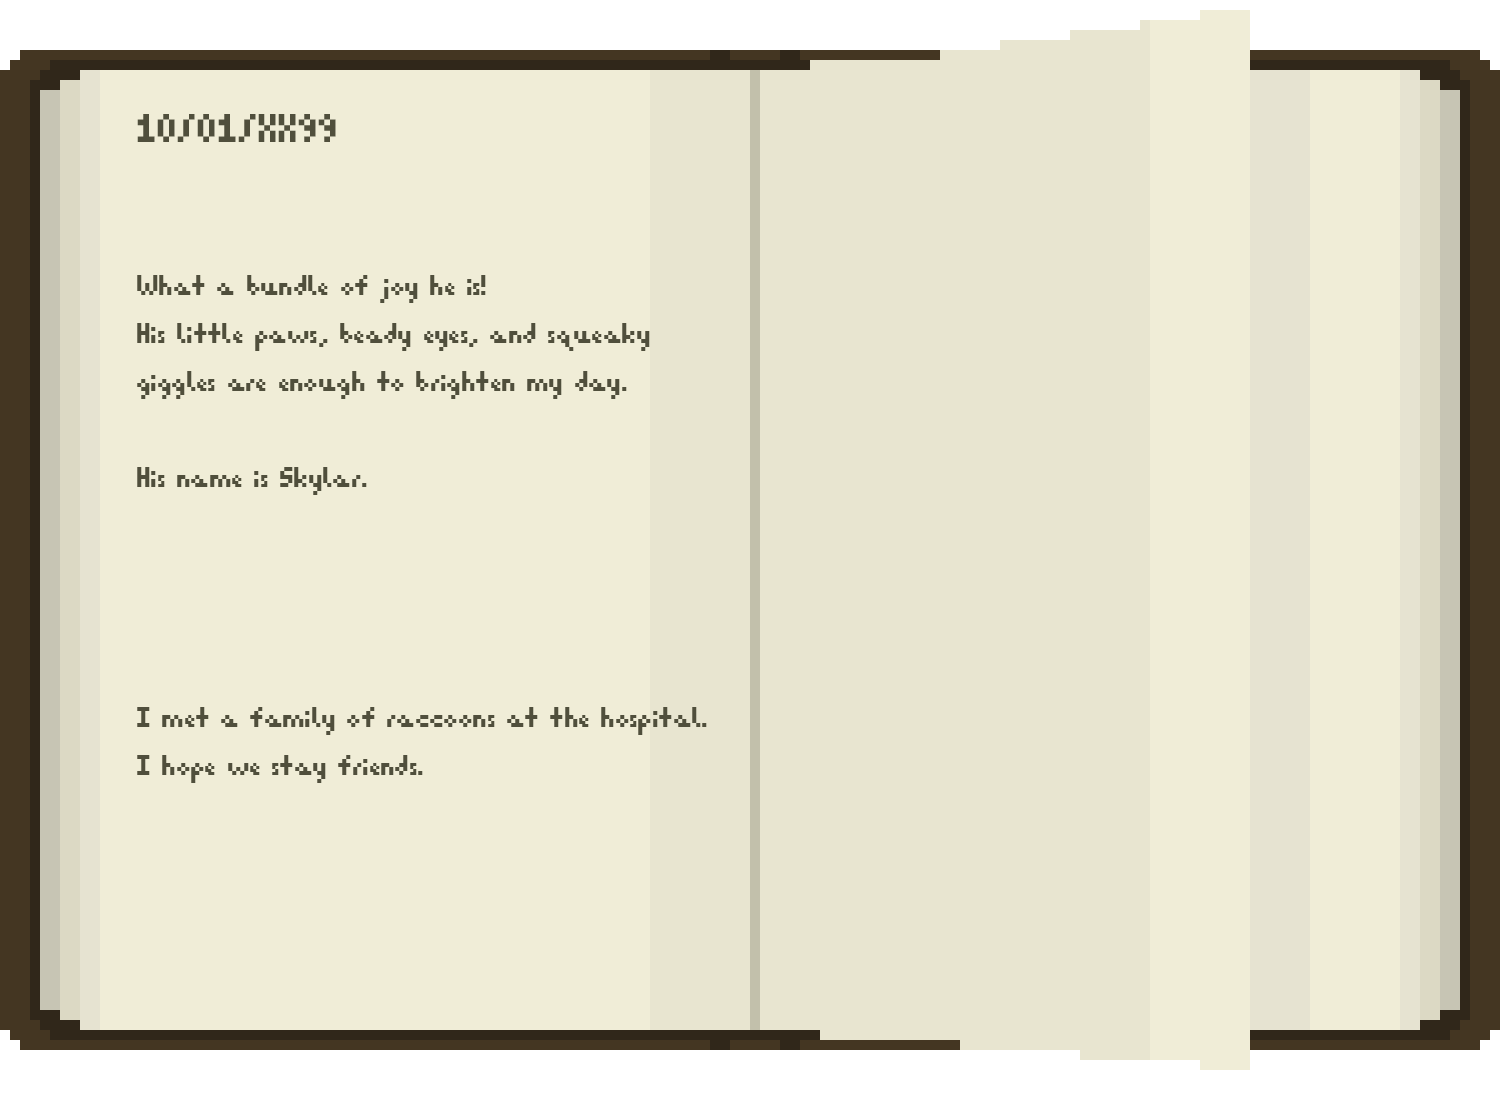 10/01/XX99
What a bundle of joy he is!
His little paws, beady eyes, and squeaky
giggles are enough to brighten my day.
His name is Skylar.
I met a family of raccoons at the hospital.
I hope we stay friends.